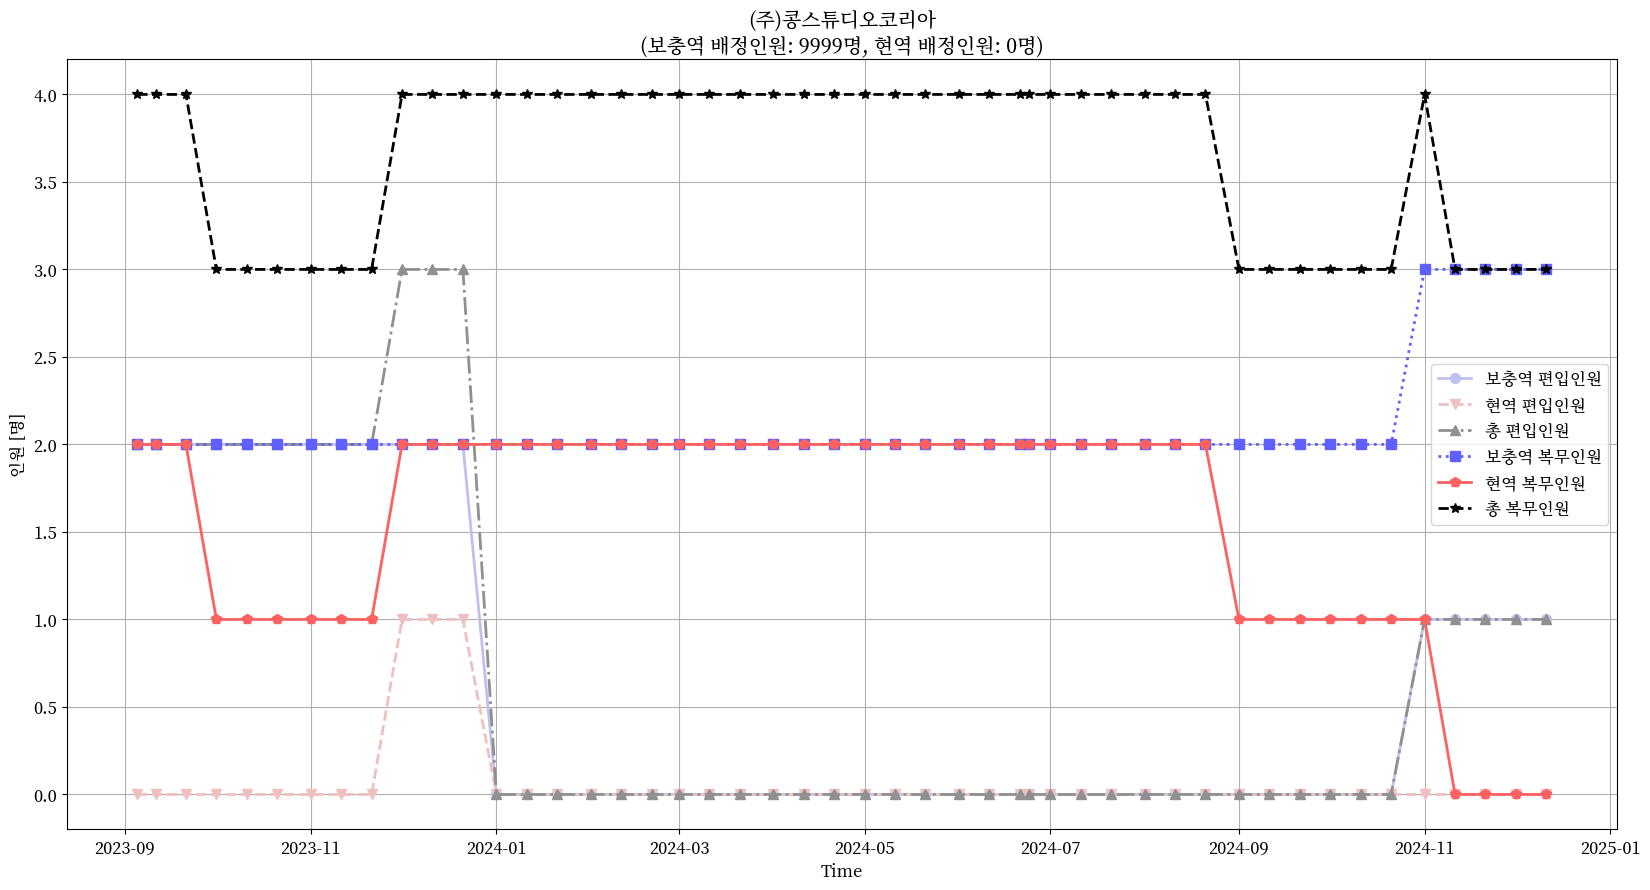 (주)콩스튜디오코리아
(보충역 배정인원: 9999명, 현역 배정인원: 0명)
인원 [명]
4.0
3.5
3.0
2.5
2.0
1.5
1.0
0.5
0.0
보충역 편입인원
현역 편입인원
총 편입인원
보충역 복무인원
현역 복무인원
총 복무인원
2023-09 2023-11 2024-01 2024-03 2024-05 2024-07 2024-09 2024-11 2025-01
Time